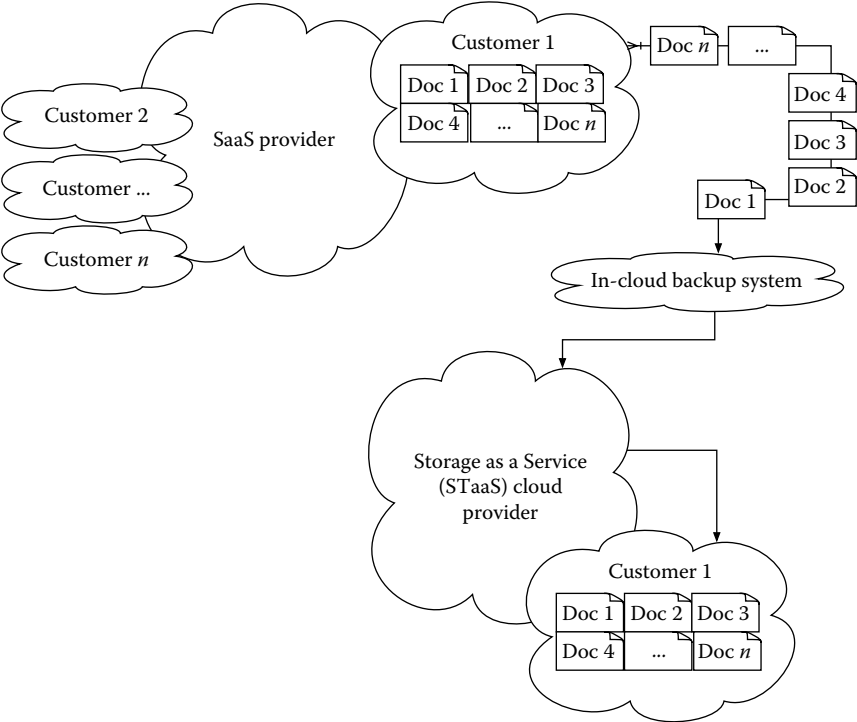 Customer 1
Doc 1 Doc 2 Doc 3
Doc 4 ... Doc n
Doc n ...
Doc 4
Doc 3
Doc 2
Doc 1
Customer 2
Customer ...
Customer n
SaaS provider
In-cloud backup system
Storage as a Service
(STaaS) cloud
provider
Customer 1
Doc 1 Doc 2 Doc 3
Doc 4 ... Doc n